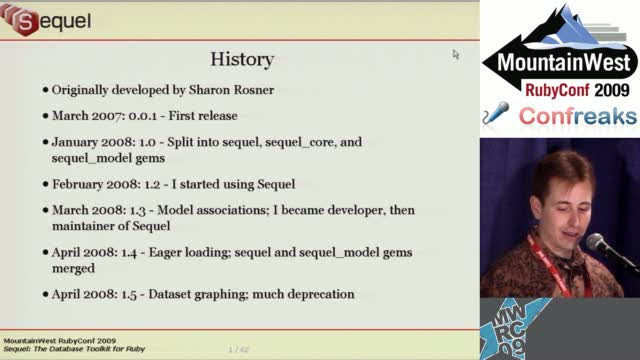 Sequel
History
• Originally developed by Sharon Rosner
• March 2007: 0.0.1 - First release
• January 2008: 1.0 - Split into sequel, sequel_core, and
sequel_model gems
• February 2008: 1.2 - I started using Sequel
• March 2008: 1.3 - Model associations; I became developer, then
maintainer of Sequel
• April 2008: 1.4 - Eager loading; sequel and sequel_model gems
merged
• April 2008: 1.5 - Dataset graphing; much deprecation
MountainWest RubyConf 2009
Sequel: The Database Toolkit for Ruby
1 / 62
MountainWest
RubyConf 2009
Confreaks
MW
RC
09